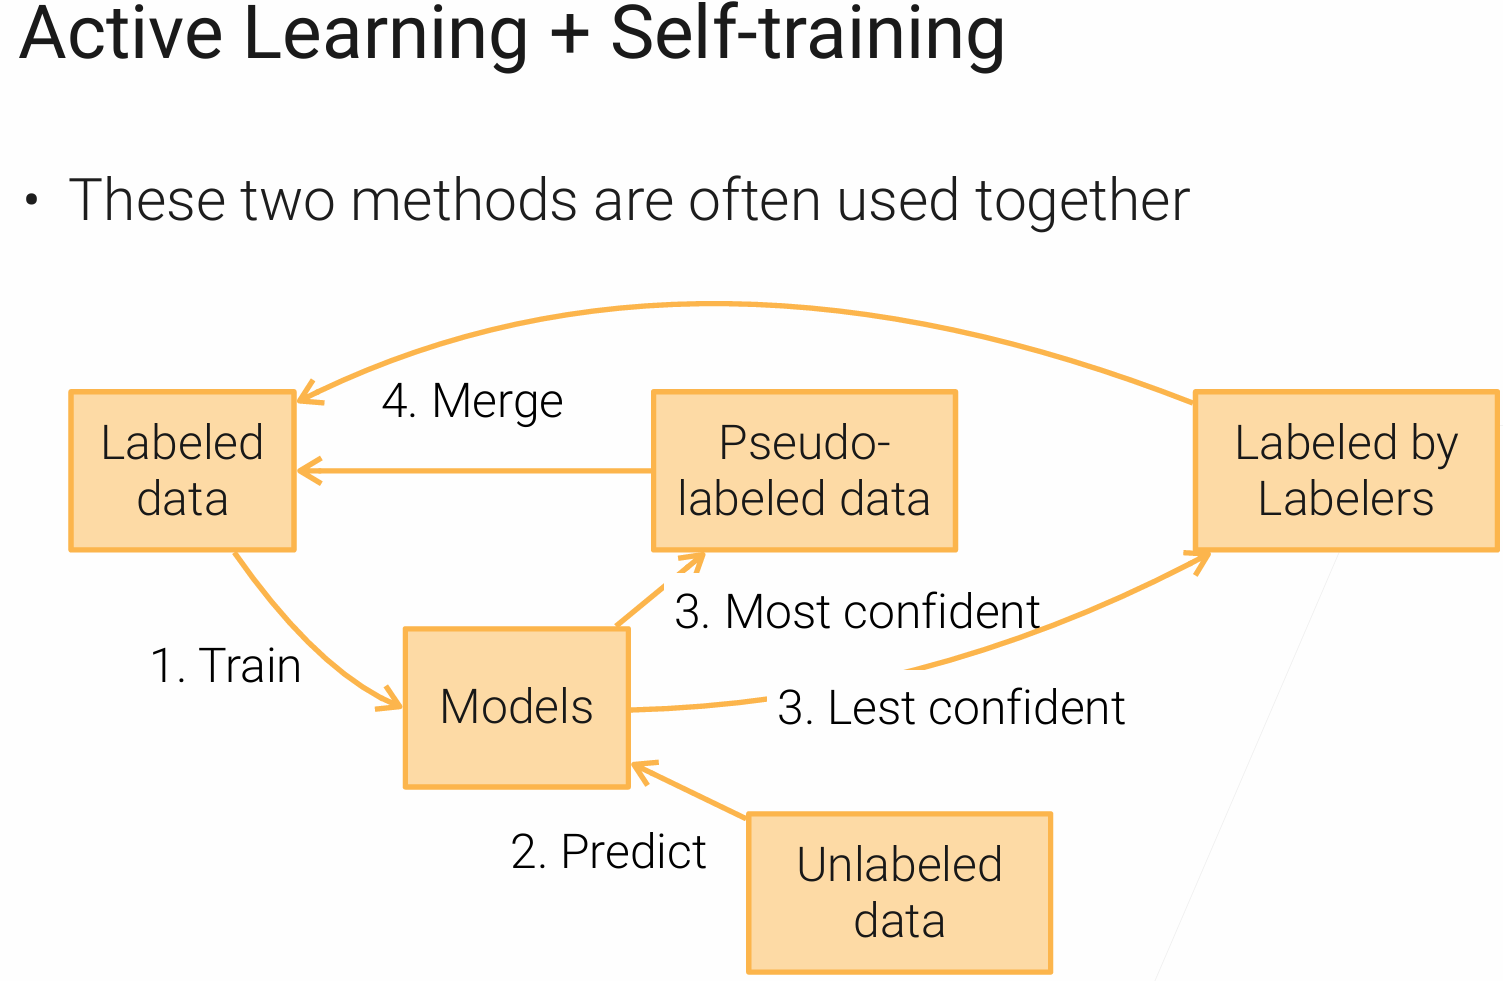 Active Learning + Self-training
• These two methods are often used together
4. Merge
Labeled
data
Pseudo-
labeled data
Labeled by
Labelers
3. Most confident
1. Train
Models
3. Lest confident
2. Predict
Unlabeled
data